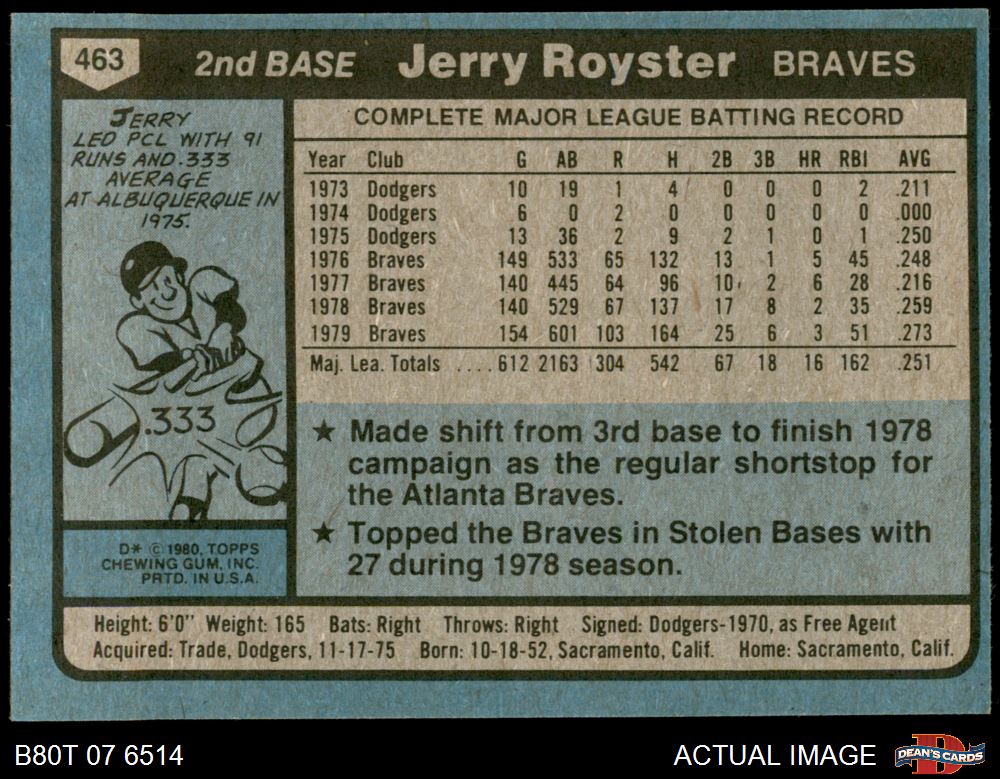 463 2nd BASE Jerry Royster BRAVES
JERRY
LED PCL WITH 91
RUNS AND .333
AVERAGE
AT ALBUQUERQUE IN
1975.
.333
D* © 1980, TOPPS
CHEWING GUM, INC.
PRTD. IN U.S.A.
COMPLETE MAJOR LEAGUE BATTING RECORD
Year Club G AB R H 2B 3B HR RBI AVG
1973 Dodgers 10 19 1 4 0 0 0 2 .211
1974 Dodgers 6 0 2 0 0 0 0 0 .000
1975 Dodgers 13 36 2 9 2 1 0 1 .250
1976 Braves 149 533 65 132 13 1 5 45 .248
1977 Braves 140 445 64 96 10 2 6 28 .216
1978 Braves 140 529 67 137 17 8 2 35 .259
1979 Braves 154 601 103 164 25 6 3 51 .273
Maj. Lea. Totals .... 612 2163 304 542 67 18 16 162 .251
★ Made shift from 3rd base to finish 1978
campaign as the regular shortstop for
the Atlanta Braves.
★ Topped the Braves in Stolen Bases with
27 during 1978 season.
Height: 6'0" Weight: 165 Bats: Right Throws: Right Signed: Dodgers-1970, as Free Agent
Acquired: Trade, Dodgers, 11-17-75 Born: 10-18-52, Sacramento, Calif. Home: Sacramento, Calif.
B80T 07 6514 ACTUAL IMAGE DEAN'S CARDS